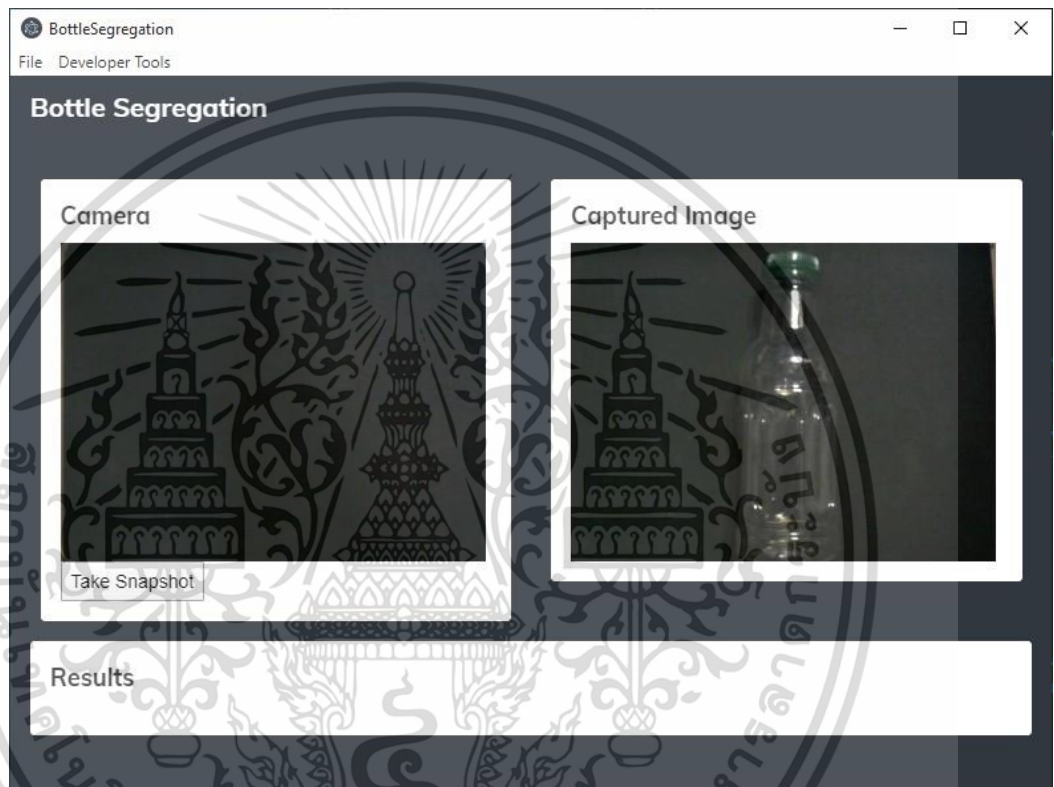 BottleSegregation
File Developer Tools
Bottle Segregation
Camera
Captured Image
Take Snapshot
Results